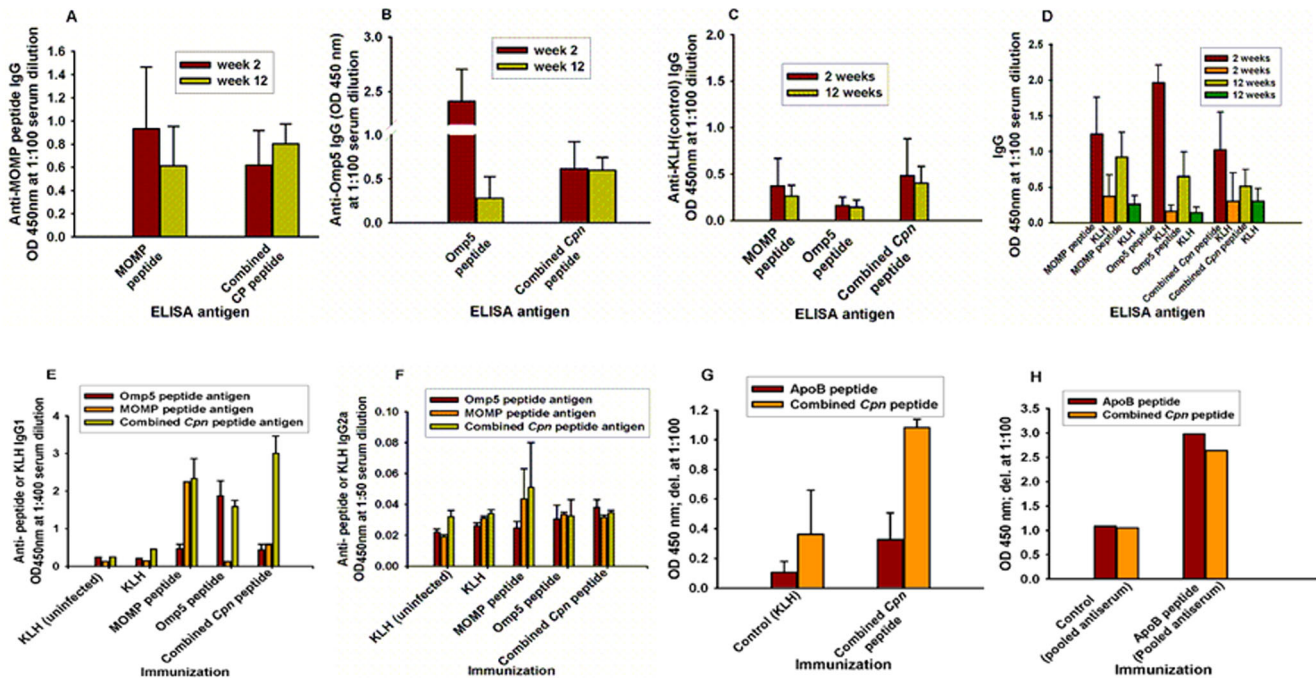 A
Anti-MOMP peptide IgG
OD 450nm at 1:100 serum dilution
1.6
1.4
1.2
1.0
0.8
0.6
0.4
0.2
0.0
week 2
week 12
MOMP
peptide
Combined
CP peptide
ELISA antigen
B
Anti-Omp5 IgG (OD 450 nm)
at 1:100 serum dilution
3.0
2.5
1.0
0.5
0.0
week 2
week 12
Omp5
peptide
Combined Cpn
peptide
ELISA antigen
C
Anti-KLH(control) IgG
OD 450nm at 1:100 dilution
2.0
1.5
1.0
0.5
0.0
2 weeks
12 weeks
MOMP
peptide
Omp5
peptide
Combined Cpn
peptide
ELISA antigen
D
IgG
OD 450nm at 1:100 serum dilution
2.5
2.0
1.5
1.0
0.5
0.0
2 weeks
2 weeks
12 weeks
12 weeks
MOMP peptide
KLH
MOMP peptide
KLH
Omp5 peptide
KLH
Omp5 peptide
KLH
Combined Cpn peptide
KLH
Combined Cpn peptide
KLH
ELISA antigen
E
Omp5 peptide antigen
MOMP peptide antigen
Combined Cpn peptide antigen
Anti- peptide or KLH IgG1
OD450nm at 1:400 serum dilution
4
3
2
1
0
KLH (uninfected)
KLH
MOMP peptide
Omp5 peptide
Combined Cpn peptide
Immunization
F
Omp5 peptide antigen
MOMP peptide antigen
Combined Cpn peptide antigen
Anti- peptide or KLH IgG2a
OD450nm at 1:50 serum dilution
0.10
0.08
0.06
0.04
0.02
0.00
KLH (uninfected)
KLH
MOMP peptide
Omp5 peptide
Combined Cpn peptide
Immunization
G
ApoB peptide
Combined Cpn peptide
OD 450 nm; del. at 1:100
1.2
1.0
0.8
0.6
0.4
0.2
0.0
Control (KLH)
Combined Cpn
peptide
Immunization
H
ApoB peptide
Combined Cpn peptide
OD 450 nm; del. at 1:100
3.5
3.0
2.5
2.0
1.5
1.0
0.5
0.0
Control
(pooled antiserum)
ApoB peptide
(Pooled antiserum)
Immunization